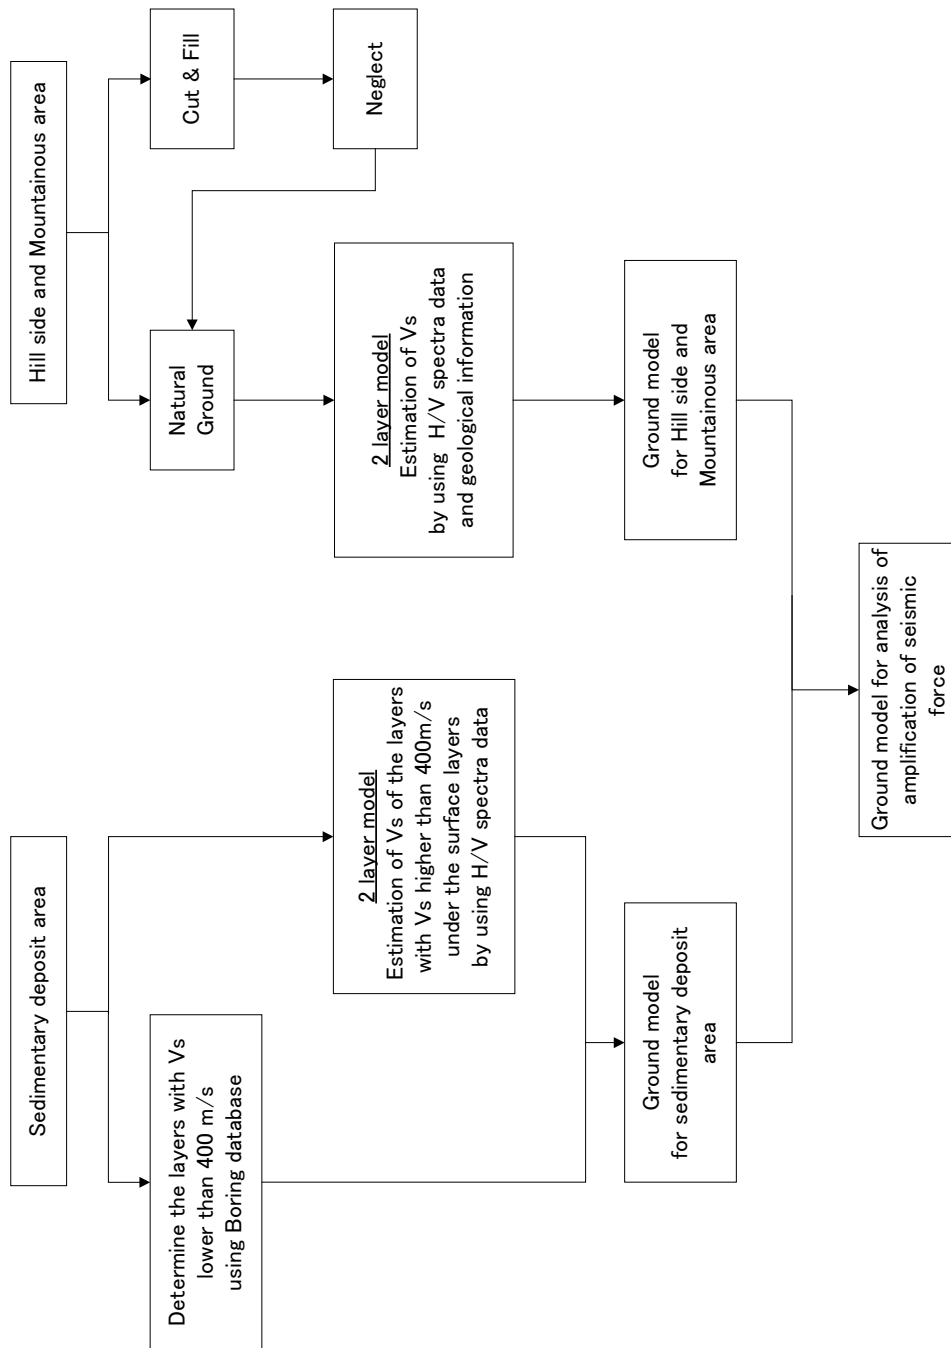 Sedimentary deposit area
Determine the layers with Vs
lower than 400 m/s
using Boring database
2 layer model
Estimation of Vs of the layers
with Vs higher than 400m/s
under the surface layers
by using H/V spectra data
Ground model
for sedimentary deposit
area
Hill side and Mountainous area
Natural
Ground
Cut & Fill
Neglect
2 layer model
Estimation of Vs
by using H/V spectra data
and geological information
Ground model
for Hill side and
Mountainous area
Ground model for analysis of
amplification of seismic
force